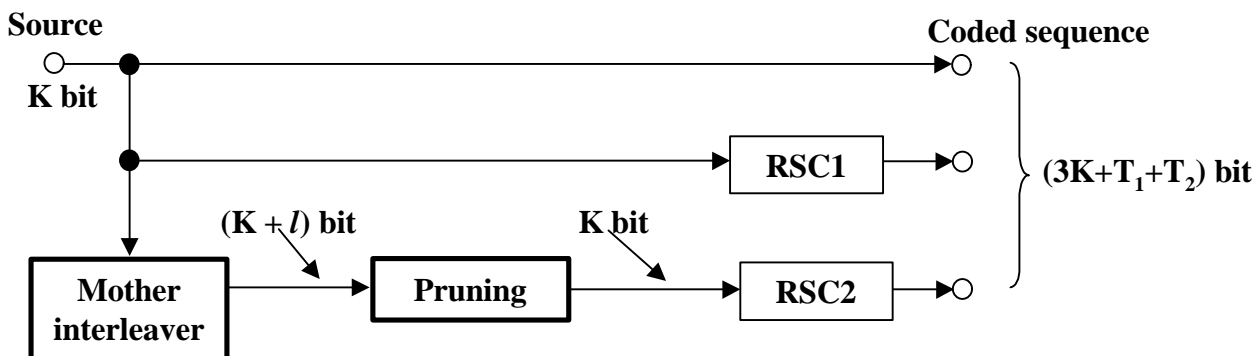 Source
Coded sequence
K bit
RSC1
(3K+T₁+T₂) bit
(K + l) bit
K bit
Mother
interleaver
Pruning
RSC2